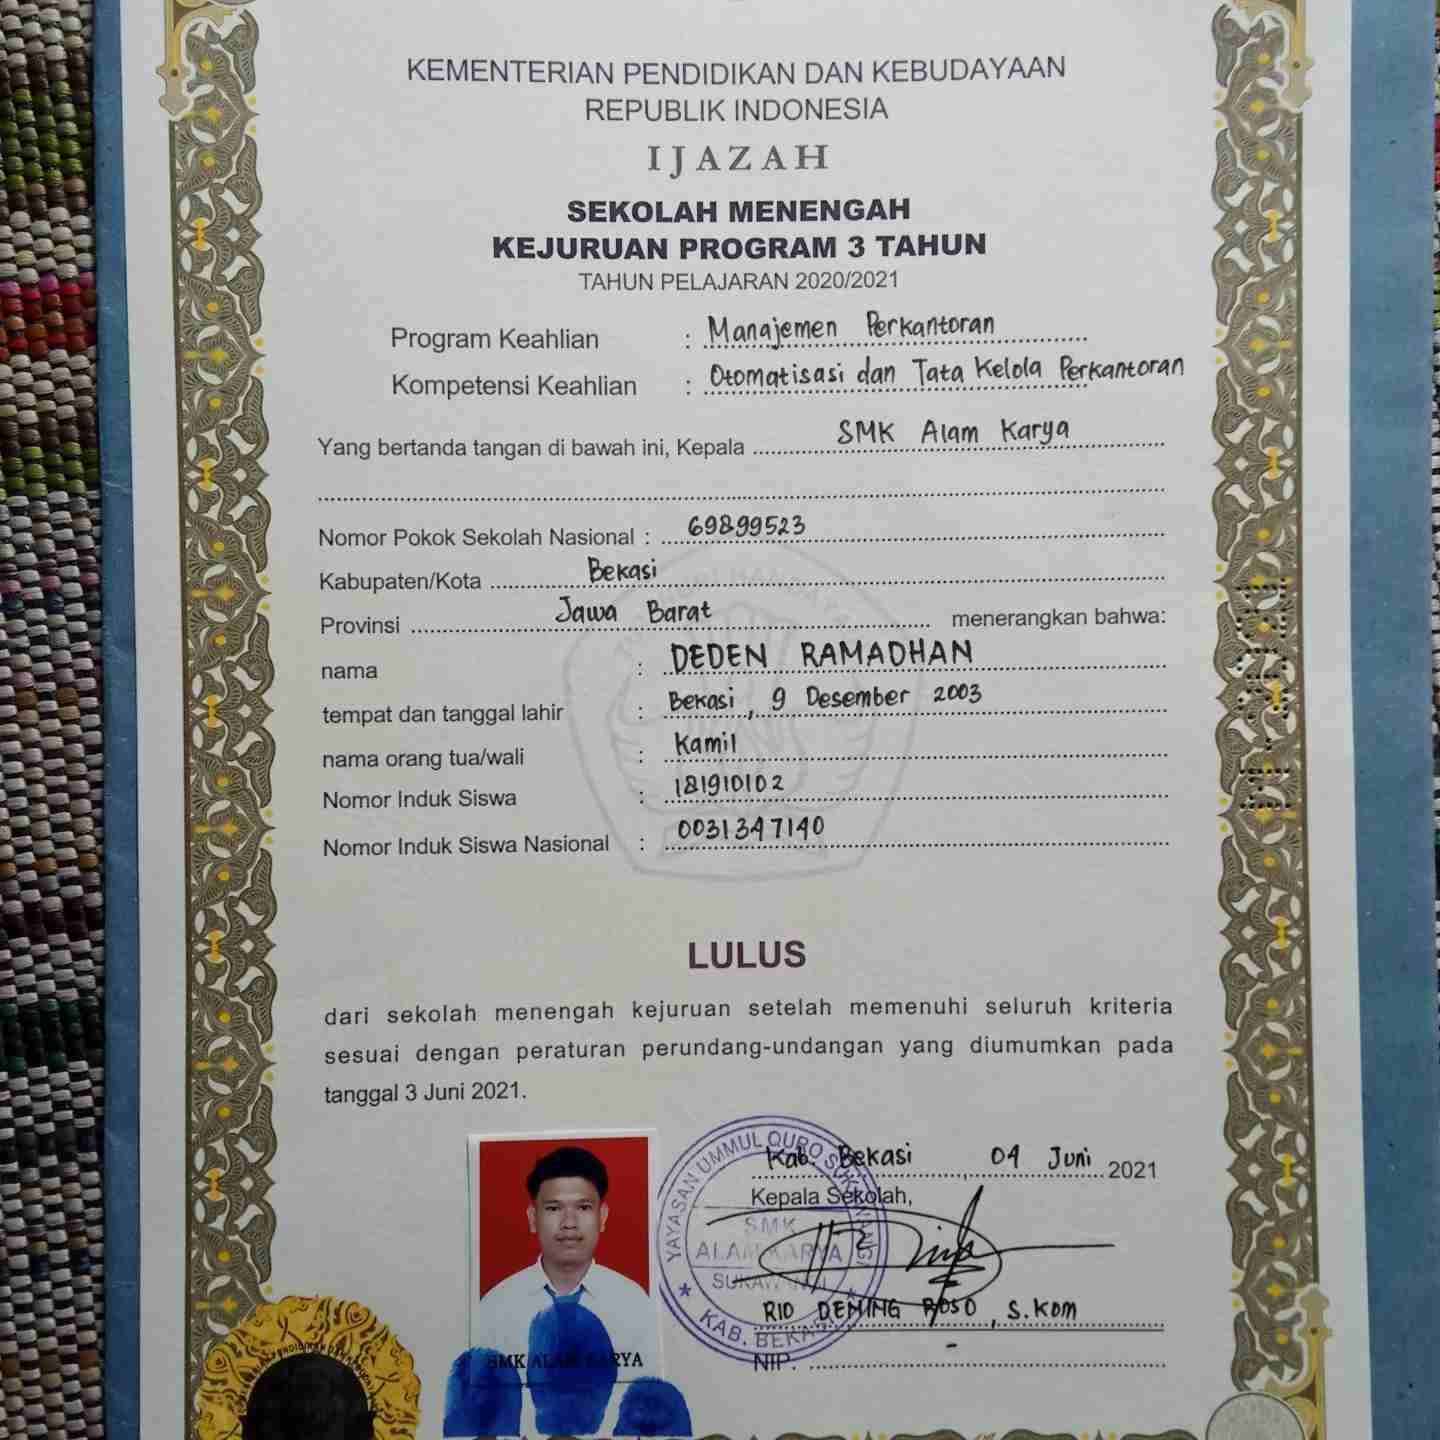 KEMENTERIAN PENDIDIKAN DAN KEBUDAYAAN
REPUBLIK INDONESIA
IJAZAH
SEKOLAH MENENGAH
KEJURUAN PROGRAM 3 TAHUN
TAHUN PELAJARAN 2020/2021
Program Keahlian : Manajemen Perkantoran
Kompetensi Keahlian : Otomatisasi dan Tata Kelola Perkantoran
Yang bertanda tangan di bawah ini, Kepala SMK Alam Karya
Nomor Pokok Sekolah Nasional : 69899523
Kabupaten/Kota Bekasi
Provinsi Jawa Barat menerangkan bahwa:
nama : DEDEN RAMADHAN
tempat dan tanggal lahir : Bekasi, 9 Desember 2003
nama orang tua/wali : Kamil
Nomor Induk Siswa : 181910102
Nomor Induk Siswa Nasional : 0031347140
LULUS
dari sekolah menengah kejuruan setelah memenuhi seluruh kriteria
sesuai dengan peraturan perundang-undangan yang diumumkan pada
tanggal 3 Juni 2021.
Kab. Bekasi, 04 Juni 2021
Kepala Sekolah,
YAYASAN UMMUL QURO
SMK
ALAM KARYA
KAB. BEKASI
RIO DEMING ROSO, S.Kom
NIP. -
SMK ALAM KARYA